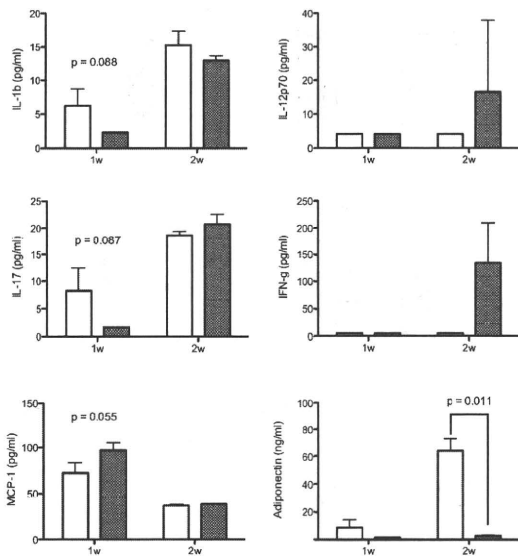 IL-1b (pg/ml)
20
15
10
5
0
p = 0.088
1w
2w
IL-12p70 (pg/ml)
40
30
20
10
0
1w
2w
IL-17 (pg/ml)
25
20
15
10
5
0
p = 0.087
1w
2w
IFN-g (pg/ml)
250
200
150
100
50
0
1w
2w
MCP-1 (pg/ml)
150
100
50
0
p = 0.055
1w
2w
Adiponectin (ng/ml)
80
60
40
20
p = 0.011
1w
2w